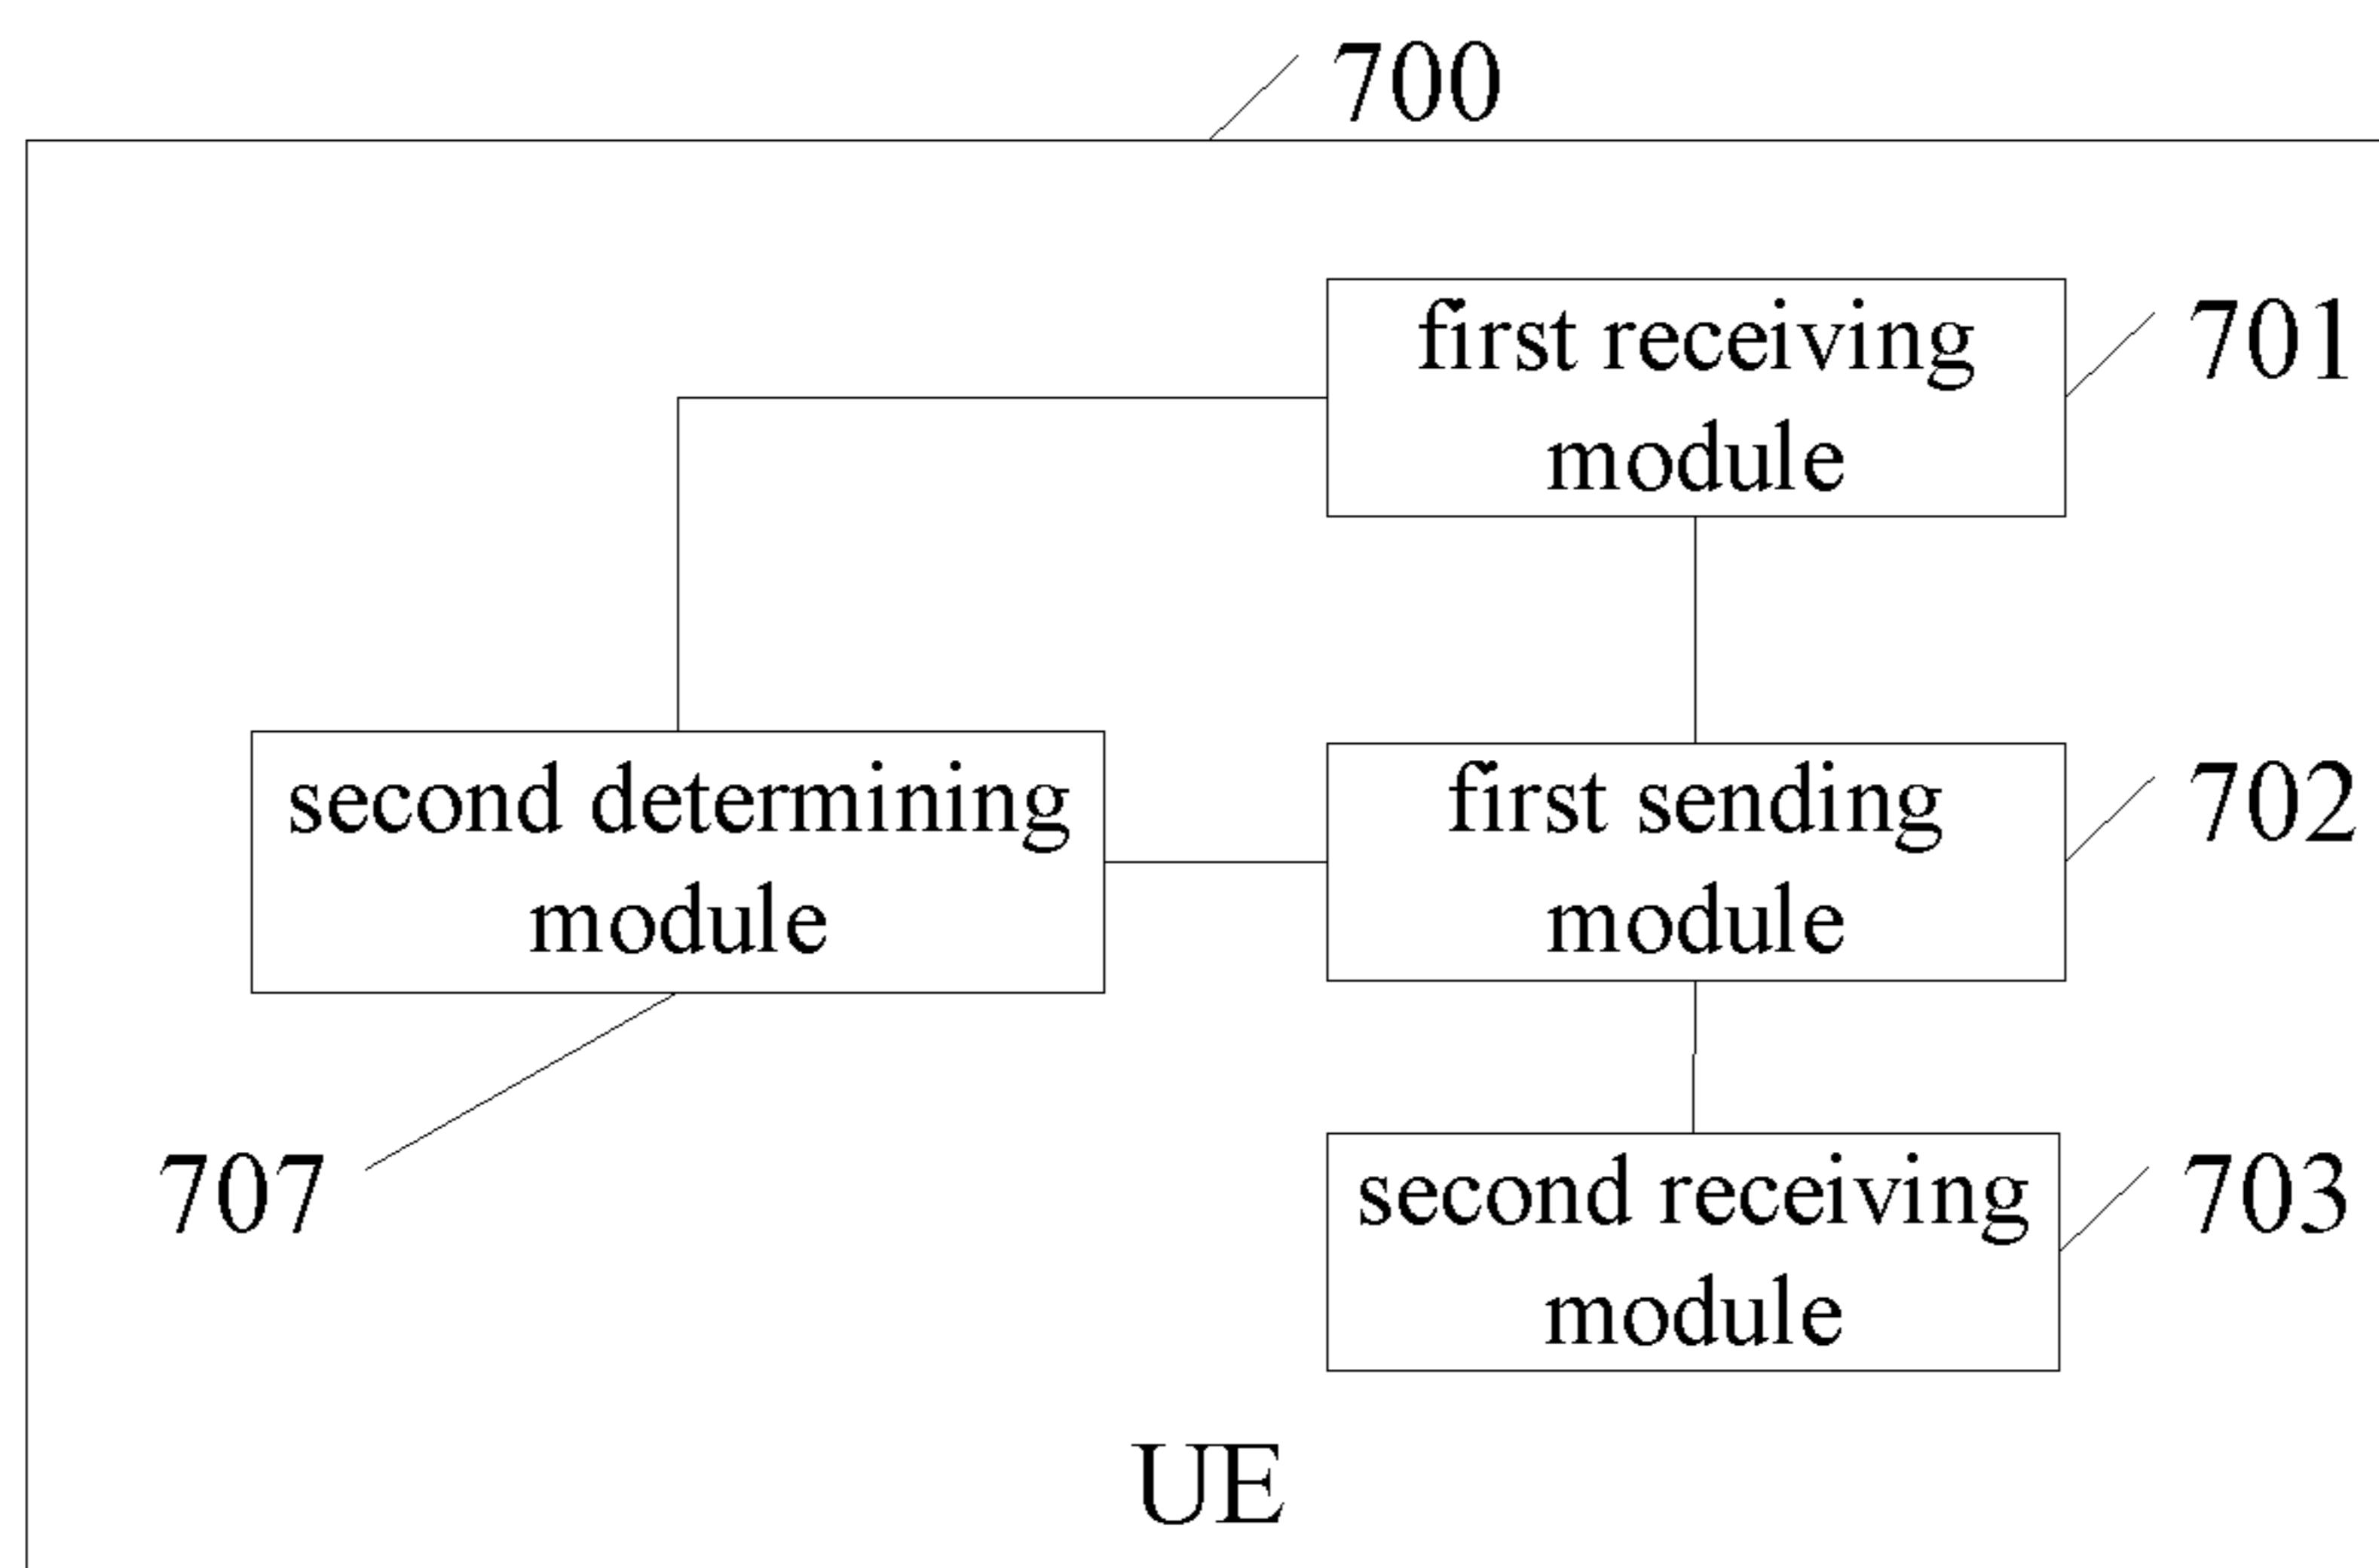 700
first receiving
module
701
second determining
module
first sending
module
702
707
second receiving
module
703
UE